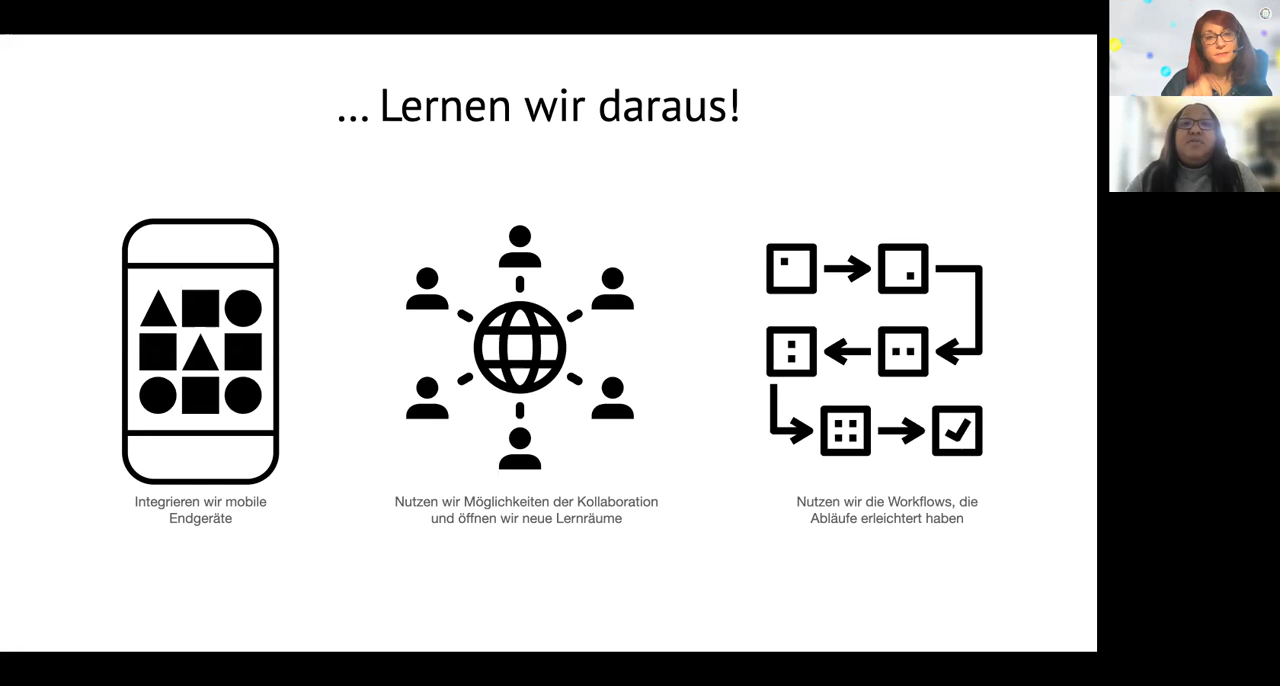 ... Lernen wir daraus!
Integrieren wir mobile
Endgeräte
Nutzen wir Möglichkeiten der Kollaboration
und öffnen wir neue Lernräume
Nutzen wir die Workflows, die
Abläufe erleichtert haben